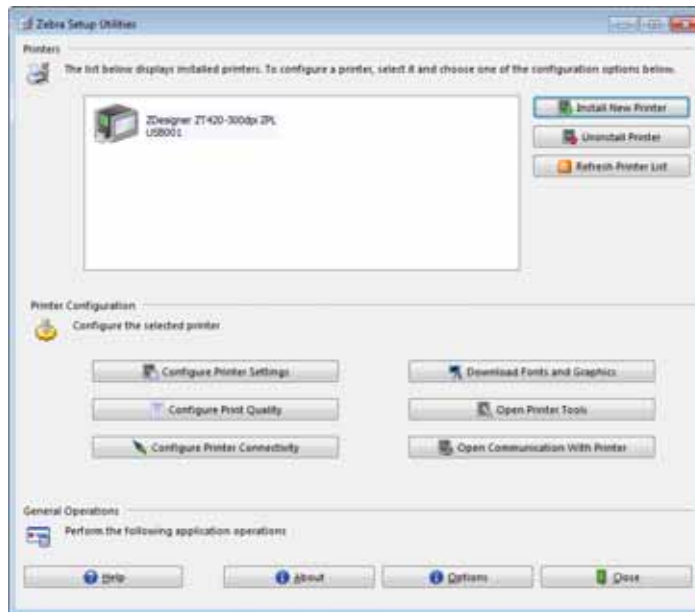 Zebra Setup Utilities
Printers
The list below displays installed printers. To configure a printer, select it and choose one of the configuration options below.
ZDesigner ZT420-300dpi ZPL
USB001
Install New Printer
Uninstall Printer
Refresh Printer List
Printer Configuration
Configure the selected printer
Configure Printer Settings
Download Fonts and Graphics
Configure Print Quality
Open Printer Tools
Configure Printer Connectivity
Open Communication With Printer
General Operations
Perform the following application operations
Help
About
Options
Close